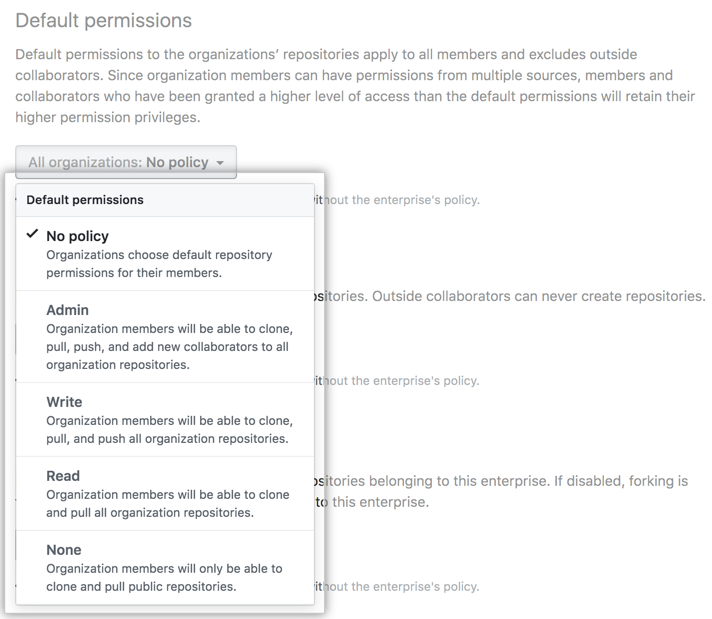 Default permissions
Default permissions to the organizations' repositories apply to all members and excludes outside
collaborators. Since organization members can have permissions from multiple sources, members and
collaborators who have been granted a higher level of access than the default permissions will retain their
higher permission privileges.
All organizations: No policy
Default permissions
without the enterprise's policy.
No policy
Organizations choose default repository
permissions for their members.
repositories. Outside collaborators can never create repositories.
Admin
Organization members will be able to clone,
pull, push, and add new collaborators to all
organization repositories.
without the enterprise's policy.
Write
Organization members will be able to clone,
pull, and push all organization repositories.
Read
repositories belonging to this enterprise. If disabled, forking is
Organization members will be able to clone
and pull all organization repositories.
to this enterprise.
None
Organization members will only be able to
clone and pull public repositories.
without the enterprise's policy.